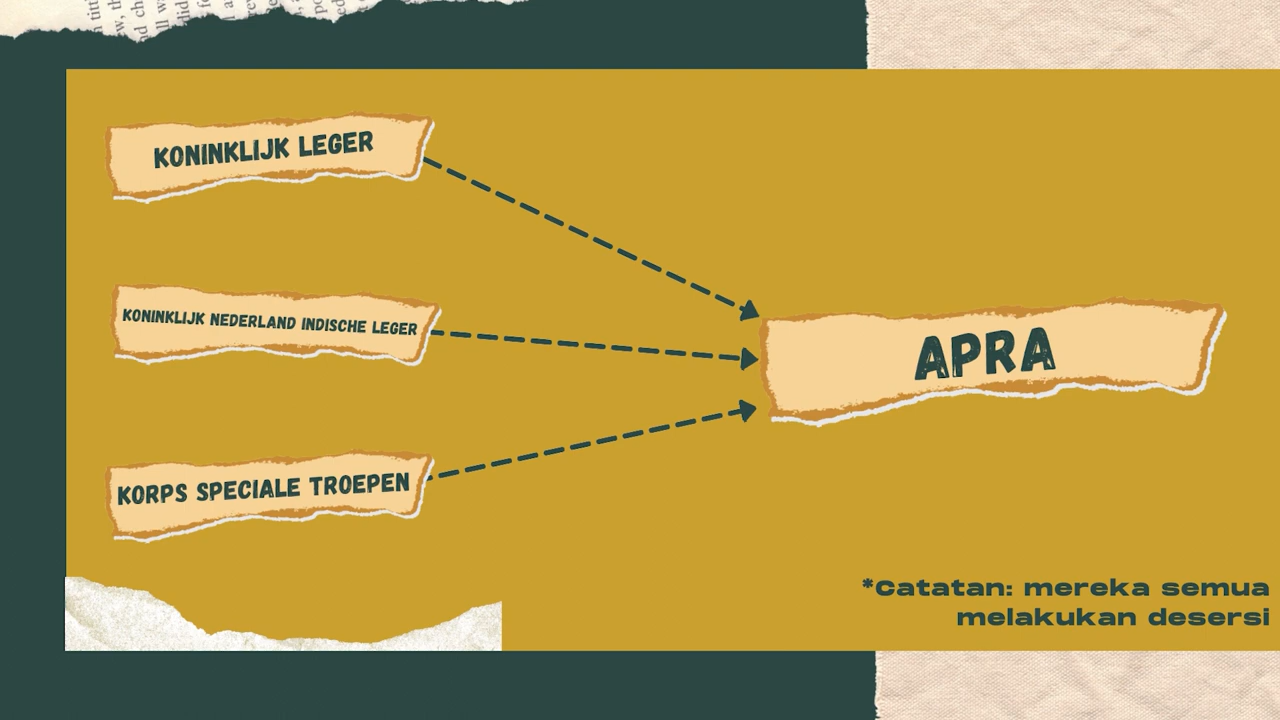 KONINKLIJK LEGER
KONINKLIJK NEDERLAND INDISCHE LEGER
KORPS SPECIALE TROEPEN
APRA
*Catatan: mereka semua
melakukan desersi